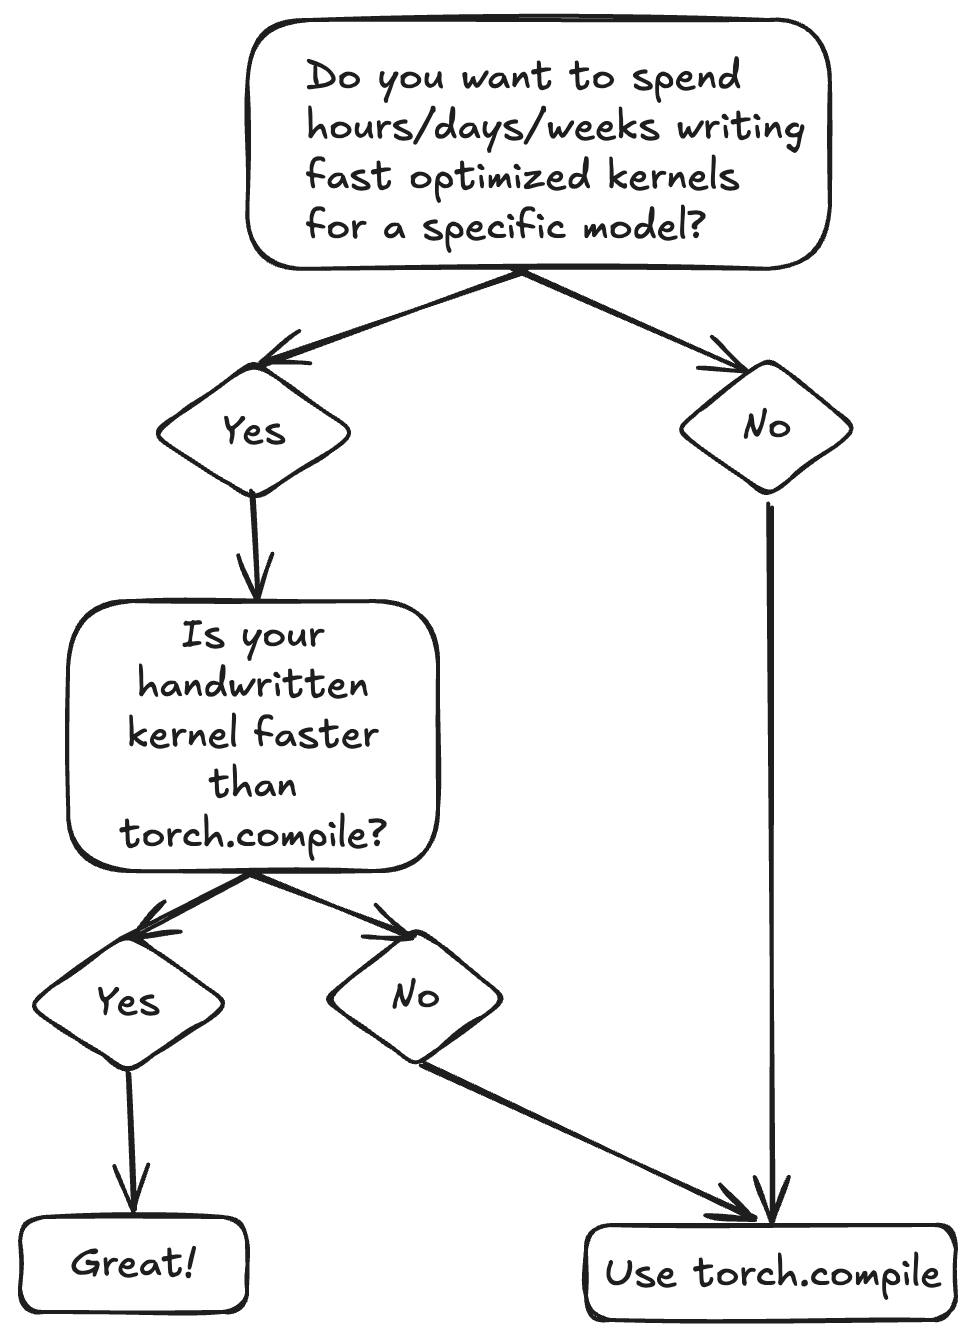 Do you want to spend
hours/days/weeks writing
fast optimized kernels
for a specific model?
Yes
No
Is your
handwritten
kernel faster
than
torch.compile?
Yes
No
Great!
Use torch.compile